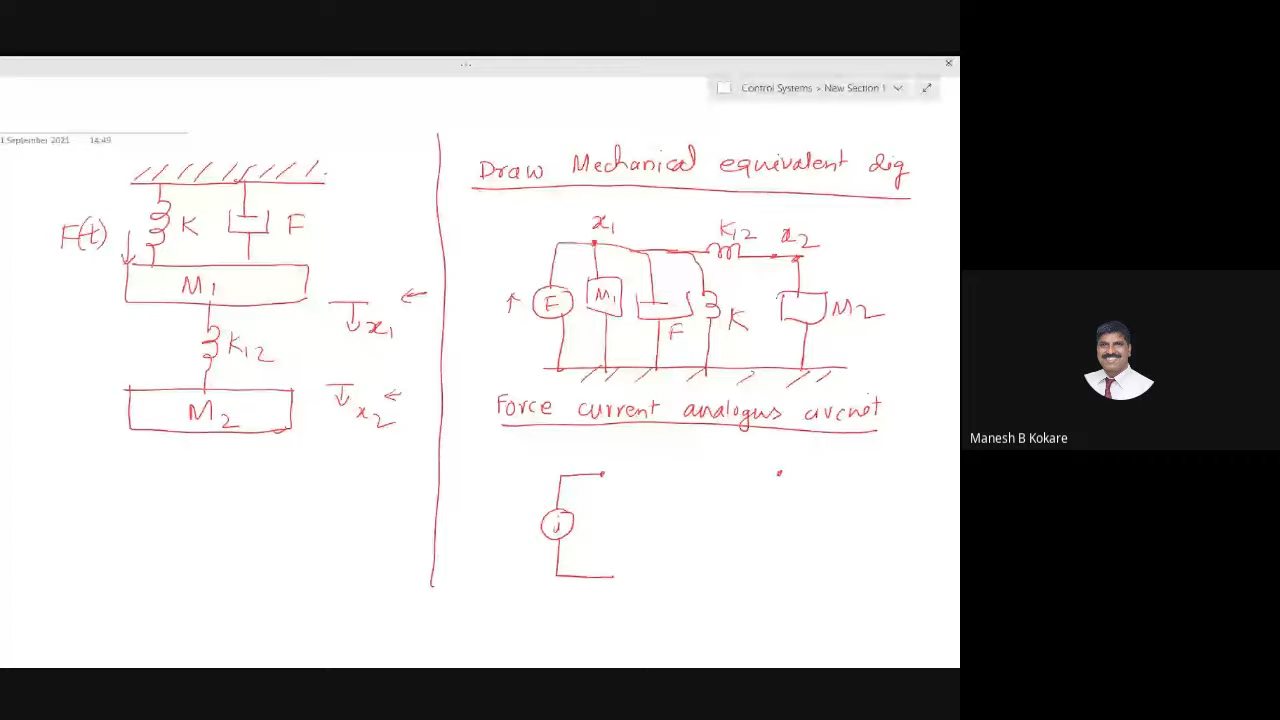 ...
Control Systems > New Section 1
1 September 2021 14:49
Draw Mechanical equivalent dig
F(t)
K
F
M1
x1
K12
M2
x2
x1
K12
x2
F
M1
F
K
M2
Force current analogus circuit
i
Manesh B Kokare